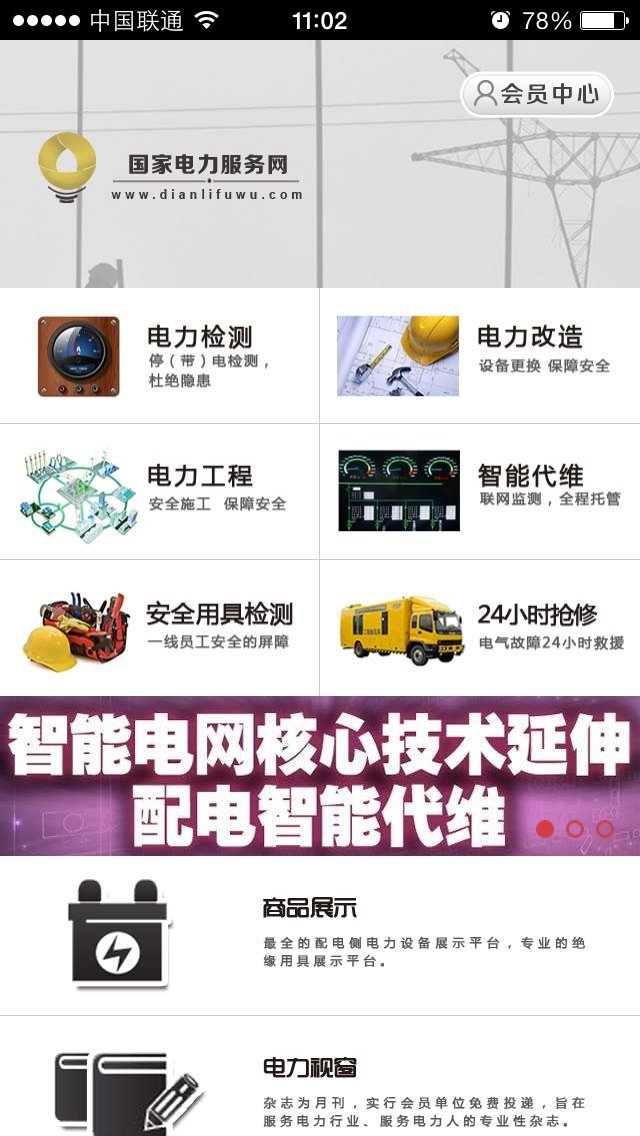 中国联通
11:02
78%
会员中心
国家电力服务网
www.dianlifuwu.com
电力检测
停（带）电检测，
杜绝隐患
电力改造
设备更换 保障安全
电力工程
安全施工 保障安全
智能代维
联网监测，全程托管
安全用具检测
一线员工安全的屏障
24小时抢修
电气故障24小时救援
智能电网核心技术延伸
配电智能代维
商品展示
最全的配电侧电力设备展示平台，专业的绝
缘用具展示平台。
电力视窗
杂志为月刊，实行会员单位免费投递，旨在
服务电力行业、服务电力人的专业性杂志。